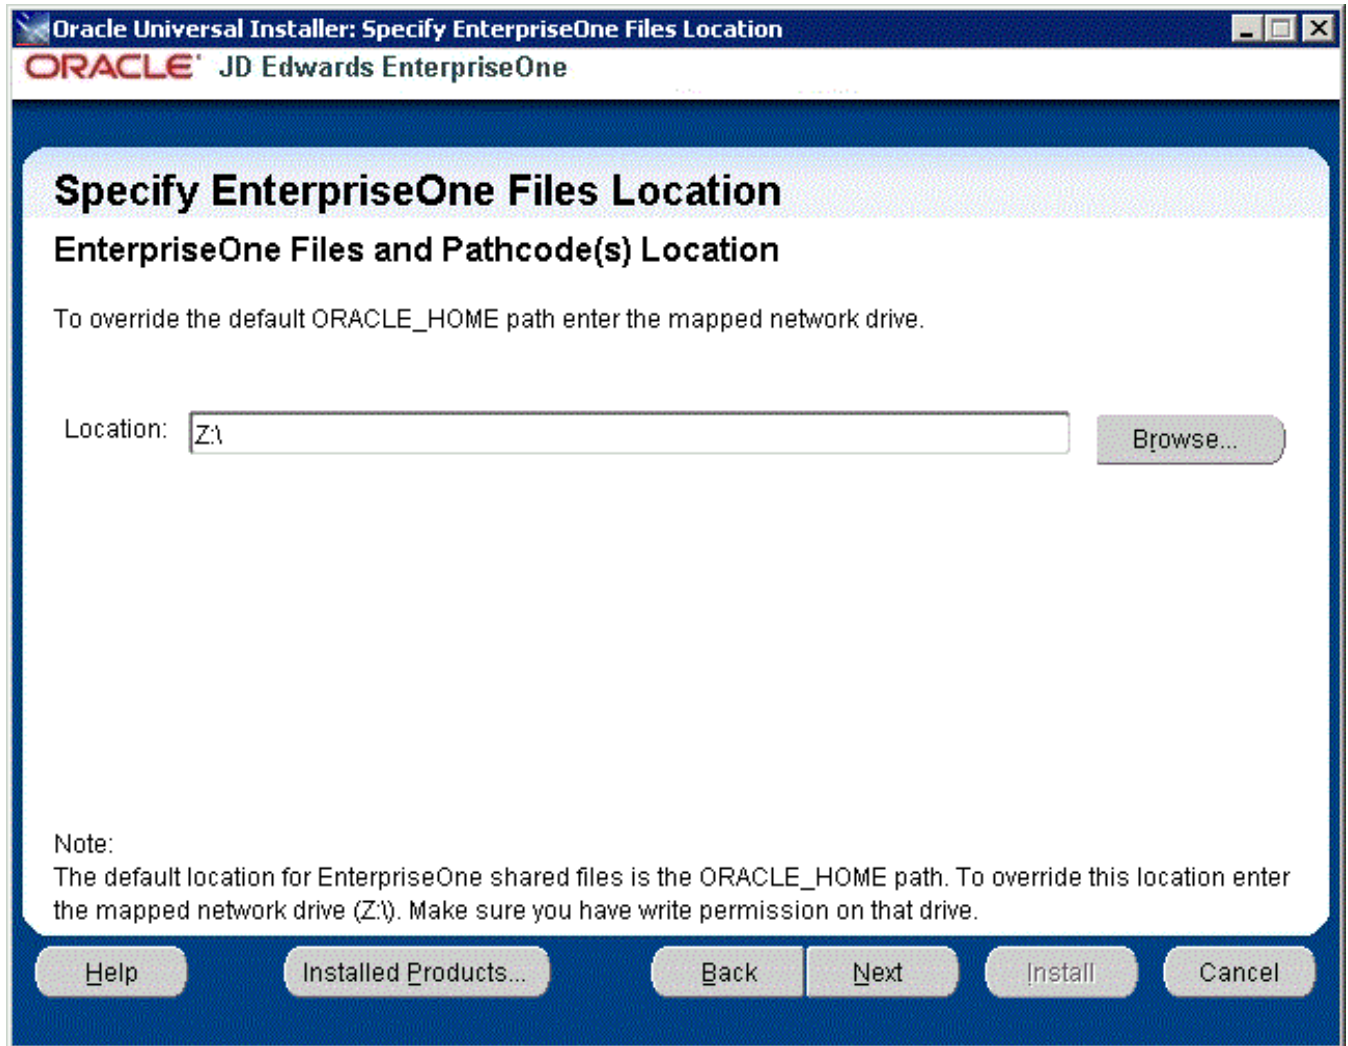 Oracle Universal Installer: Specify EnterpriseOne Files Location
ORACLE JD Edwards EnterpriseOne
Specify EnterpriseOne Files Location
EnterpriseOne Files and Pathcode(s) Location
To override the default ORACLE_HOME path enter the mapped network drive.
Location: Z:\ Browse...
Note:
The default location for EnterpriseOne shared files is the ORACLE_HOME path. To override this location enter
the mapped network drive (Z:\). Make sure you have write permission on that drive.
Help Installed Products... Back Next Install Cancel